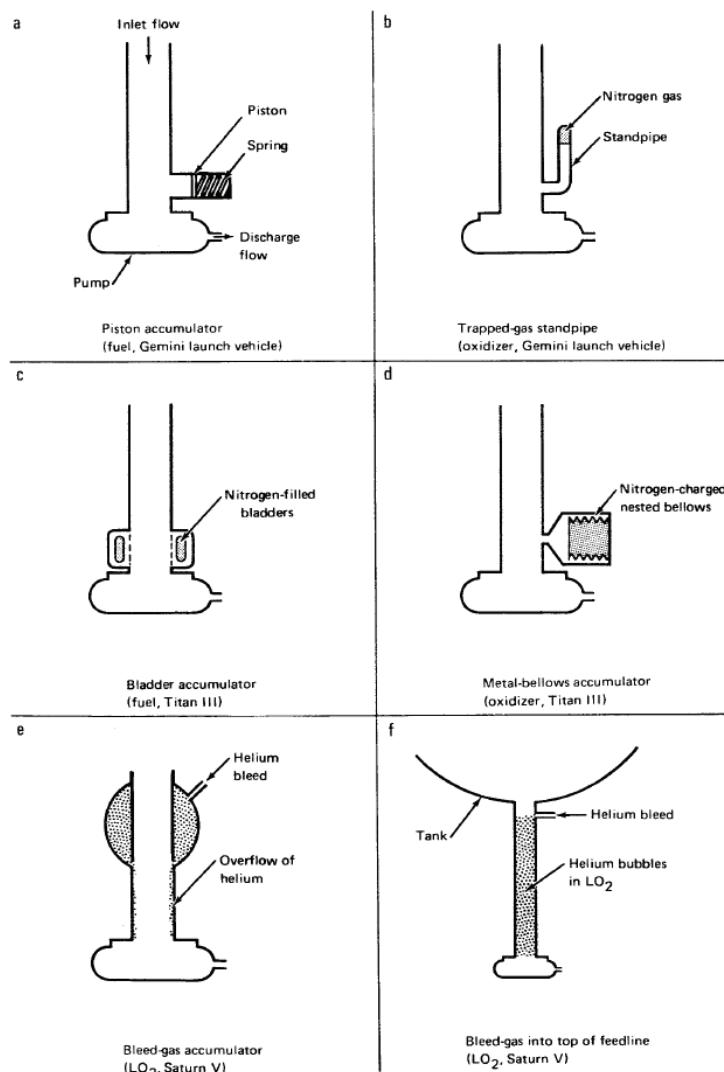 a
Inlet flow
Piston
Spring
Discharge
flow
Pump
Piston accumulator
(fuel, Gemini launch vehicle)
b
Nitrogen gas
Standpipe
Trapped-gas standpipe
(oxidizer, Gemini launch vehicle)
c
Nitrogen-filled
bladders
Bladder accumulator
(fuel, Titan III)
d
Nitrogen-charged
nested bellows
Metal-bellows accumulator
(oxidizer, Titan III)
e
Helium
bleed
Overflow of
helium
Bleed-gas accumulator
(LO2, Saturn V)
f
Tank
Helium bleed
Helium bubbles
in LO2
Bleed-gas into top of feedline
(LO2, Saturn V)